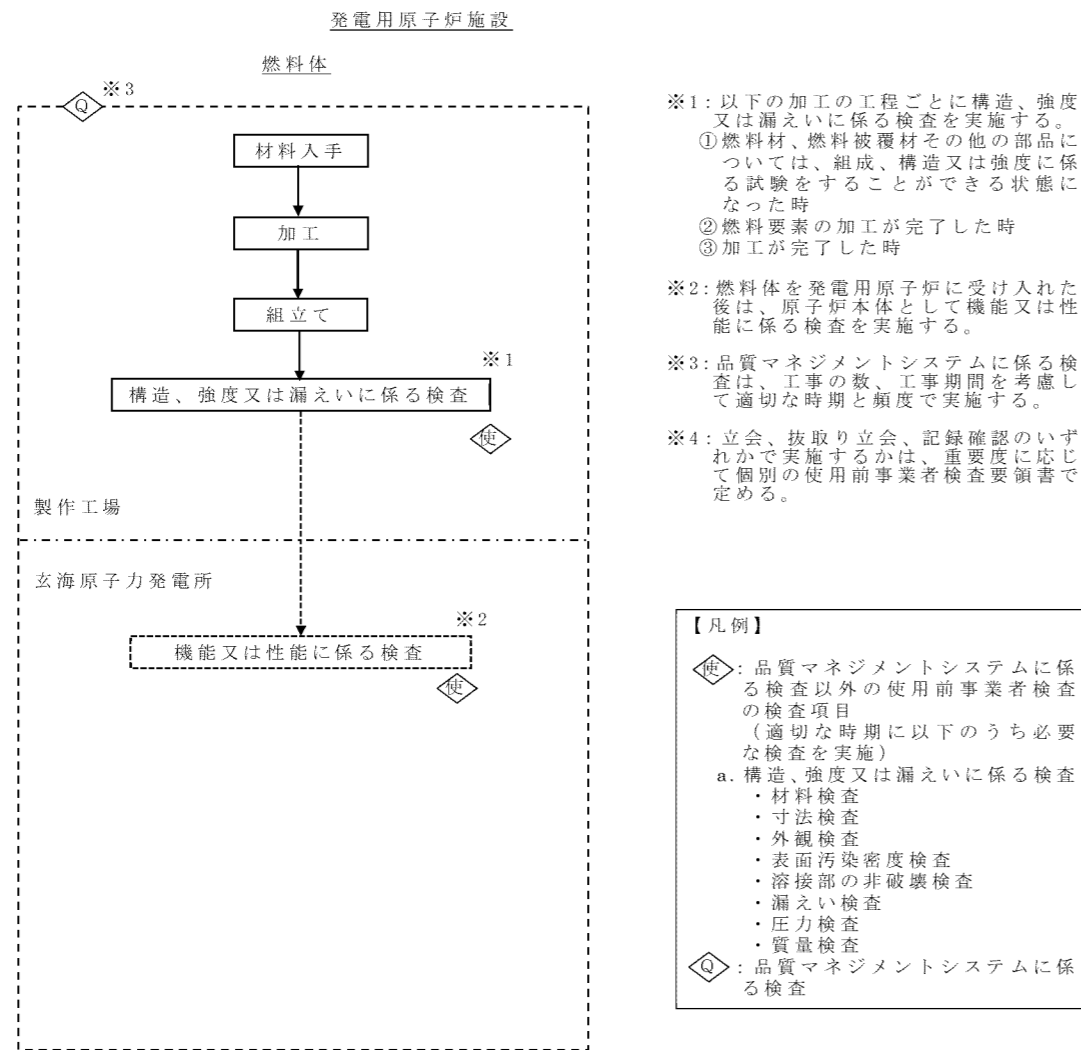 発電用原子炉施設
燃料体
Q
※3
材料入手
加工
組立て
※1
構造、強度又は漏えいに係る検査
使
製作工場
玄海原子力発電所
※2
機能又は性能に係る検査
使
※1:以下の加工の工程ごとに構造、強度
又は漏えいに係る検査を実施する。
①燃料材、燃料被覆材その他の部品に
ついては、組成、構造又は強度に係
る試験をすることができる状態に
なった時
②燃料要素の加工が完了した時
③加工が完了した時
※2:燃料体を発電用原子炉に受け入れた
後は、原子炉本体として機能又は性
能に係る検査を実施する。
※3:品質マネジメントシステムに係る検
査は、工事の数、工事期間を考慮し
て適切な時期と頻度で実施する。
※4:立会、抜取り立会、記録確認のいず
れかで実施するかは、重要度に応じ
て個別の使用前事業者検査要領書で
定める。
【凡例】
使:品質マネジメントシステムに係
る検査以外の使用前事業者検査
の検査項目
(適切な時期に以下のうち必要
な検査を実施)
a.構造、強度又は漏えいに係る検査
・材料検査
・寸法検査
・外観検査
・表面汚染密度検査
・溶接部の非破壊検査
・漏えい検査
・圧力検査
・質量検査
Q:品質マネジメントシステムに係
る検査